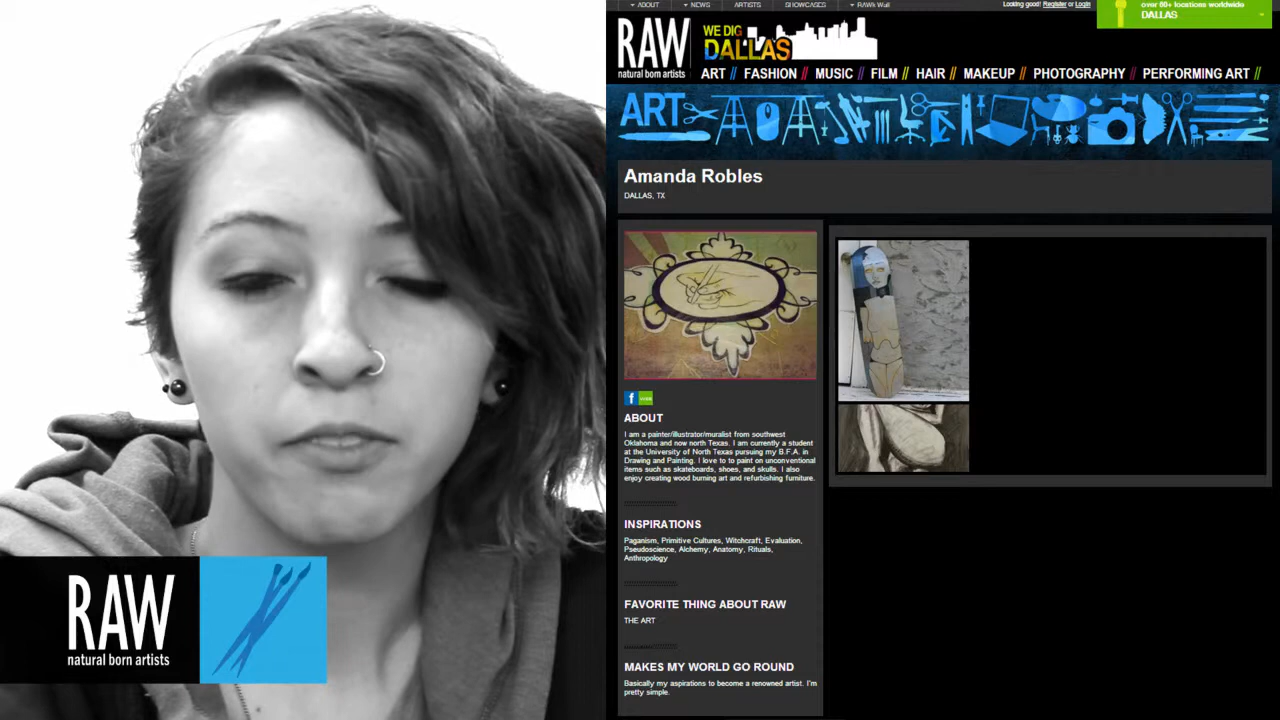 ABOUT NEWS ARTISTS SHOWCASES RAWk Wall
Looking good! Register or Login
over 60+ locations worldwide
DALLAS
RAW
natural born artists
WE DIG
DALLAS
ART // FASHION // MUSIC // FILM // HAIR // MAKEUP // PHOTOGRAPHY // PERFORMING ART //
ART
Amanda Robles
DALLAS, TX
f
ABOUT
I am a painter/illustrator/muralist from southwest
Oklahoma and now north Texas. I am currently a student
at the University of North Texas pursuing my B.F.A. in
Drawing and Painting. I love to to paint on unconventional
items such as skateboards, shoes, and skulls. I also
enjoy creating wood burning art and refurbishing furniture.
INSPIRATIONS
Paganism, Primitive Cultures, Witchcraft, Evaluation,
Pseudoscience, Alchemy, Anatomy, Rituals,
Anthropology
FAVORITE THING ABOUT RAW
THE ART
MAKES MY WORLD GO ROUND
Basically my aspirations to become a renowned artist. I'm
pretty simple.
RAW
natural born artists